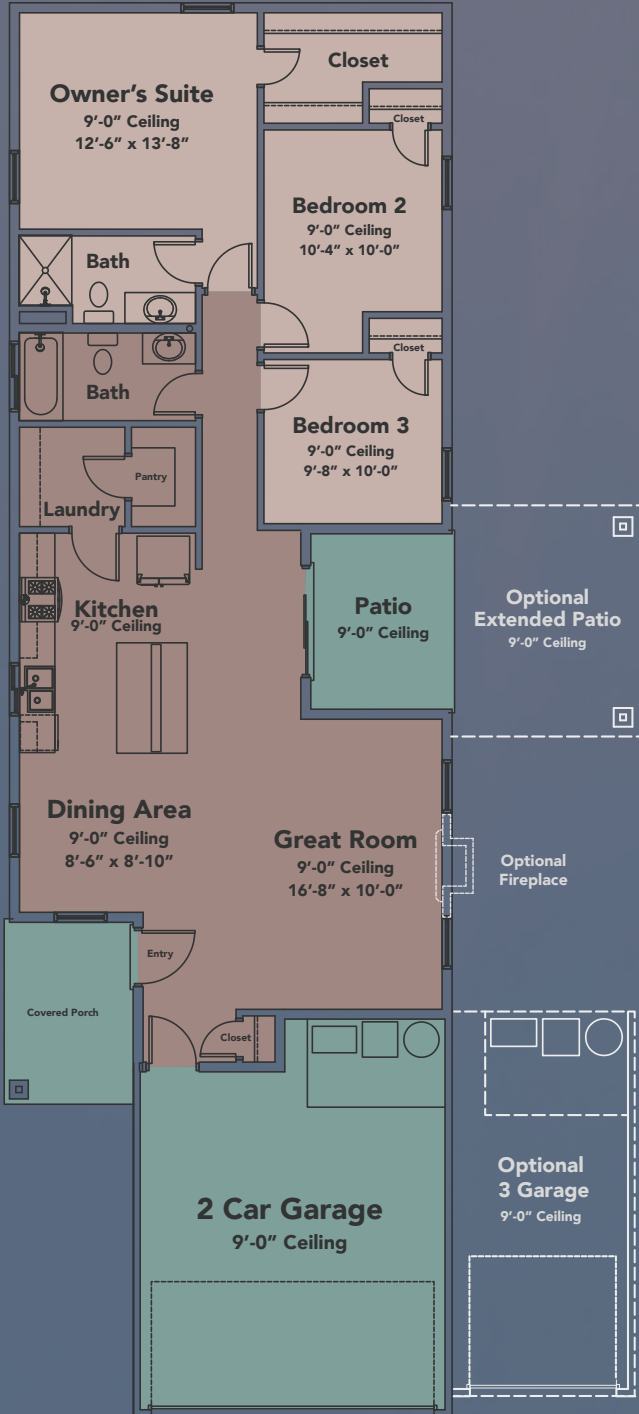 Closet
Owner's Suite
9'-0" Ceiling
12'-6" x 13'-8"
Closet
Bedroom 2
9'-0" Ceiling
10'-4" x 10'-0"
Bath
Closet
Bath
Bedroom 3
9'-0" Ceiling
9'-8" x 10'-0"
Pantry
Laundry
Kitchen
9'-0" Ceiling
Patio
9'-0" Ceiling
Optional
Extended Patio
9'-0" Ceiling
Dining Area
9'-0" Ceiling
8'-6" x 8'-10"
Great Room
9'-0" Ceiling
16'-8" x 10'-0"
Optional
Fireplace
Entry
Covered Porch
Closet
Optional
3 Garage
9'-0" Ceiling
2 Car Garage
9'-0" Ceiling